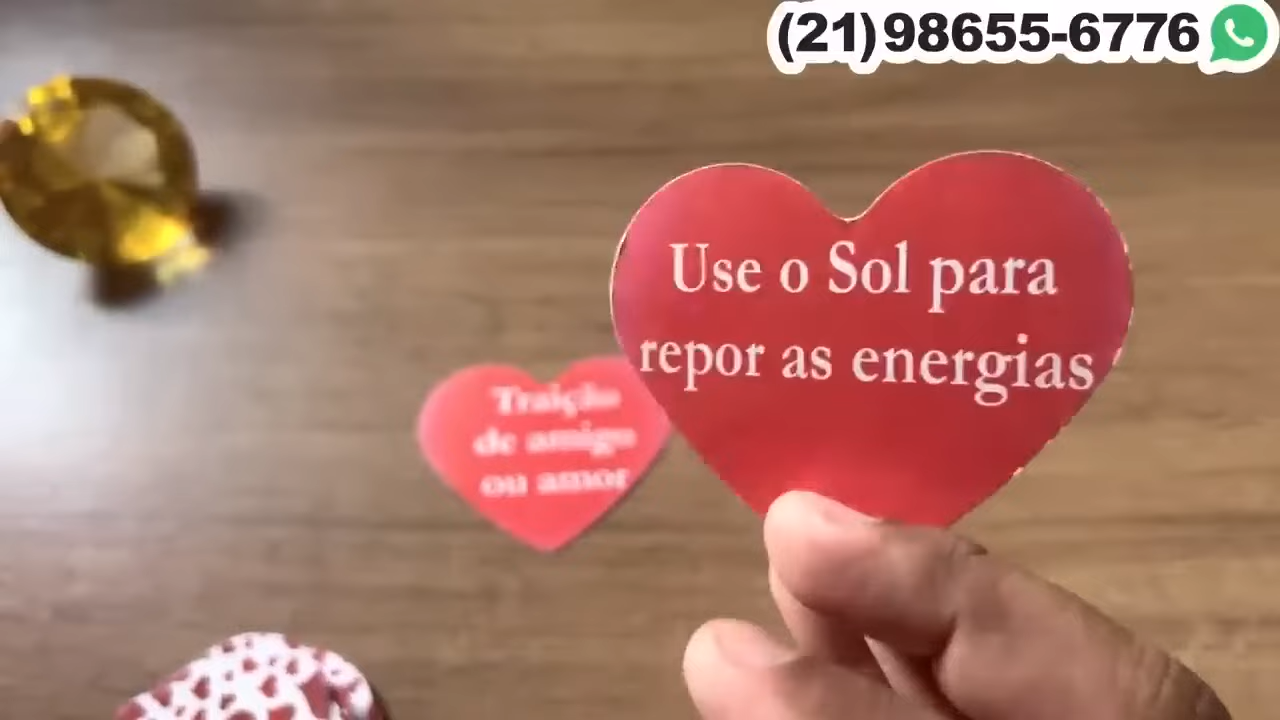 (21)98655-6776
Use o Sol para
repor as energias
Traição
de amigo
ou amor